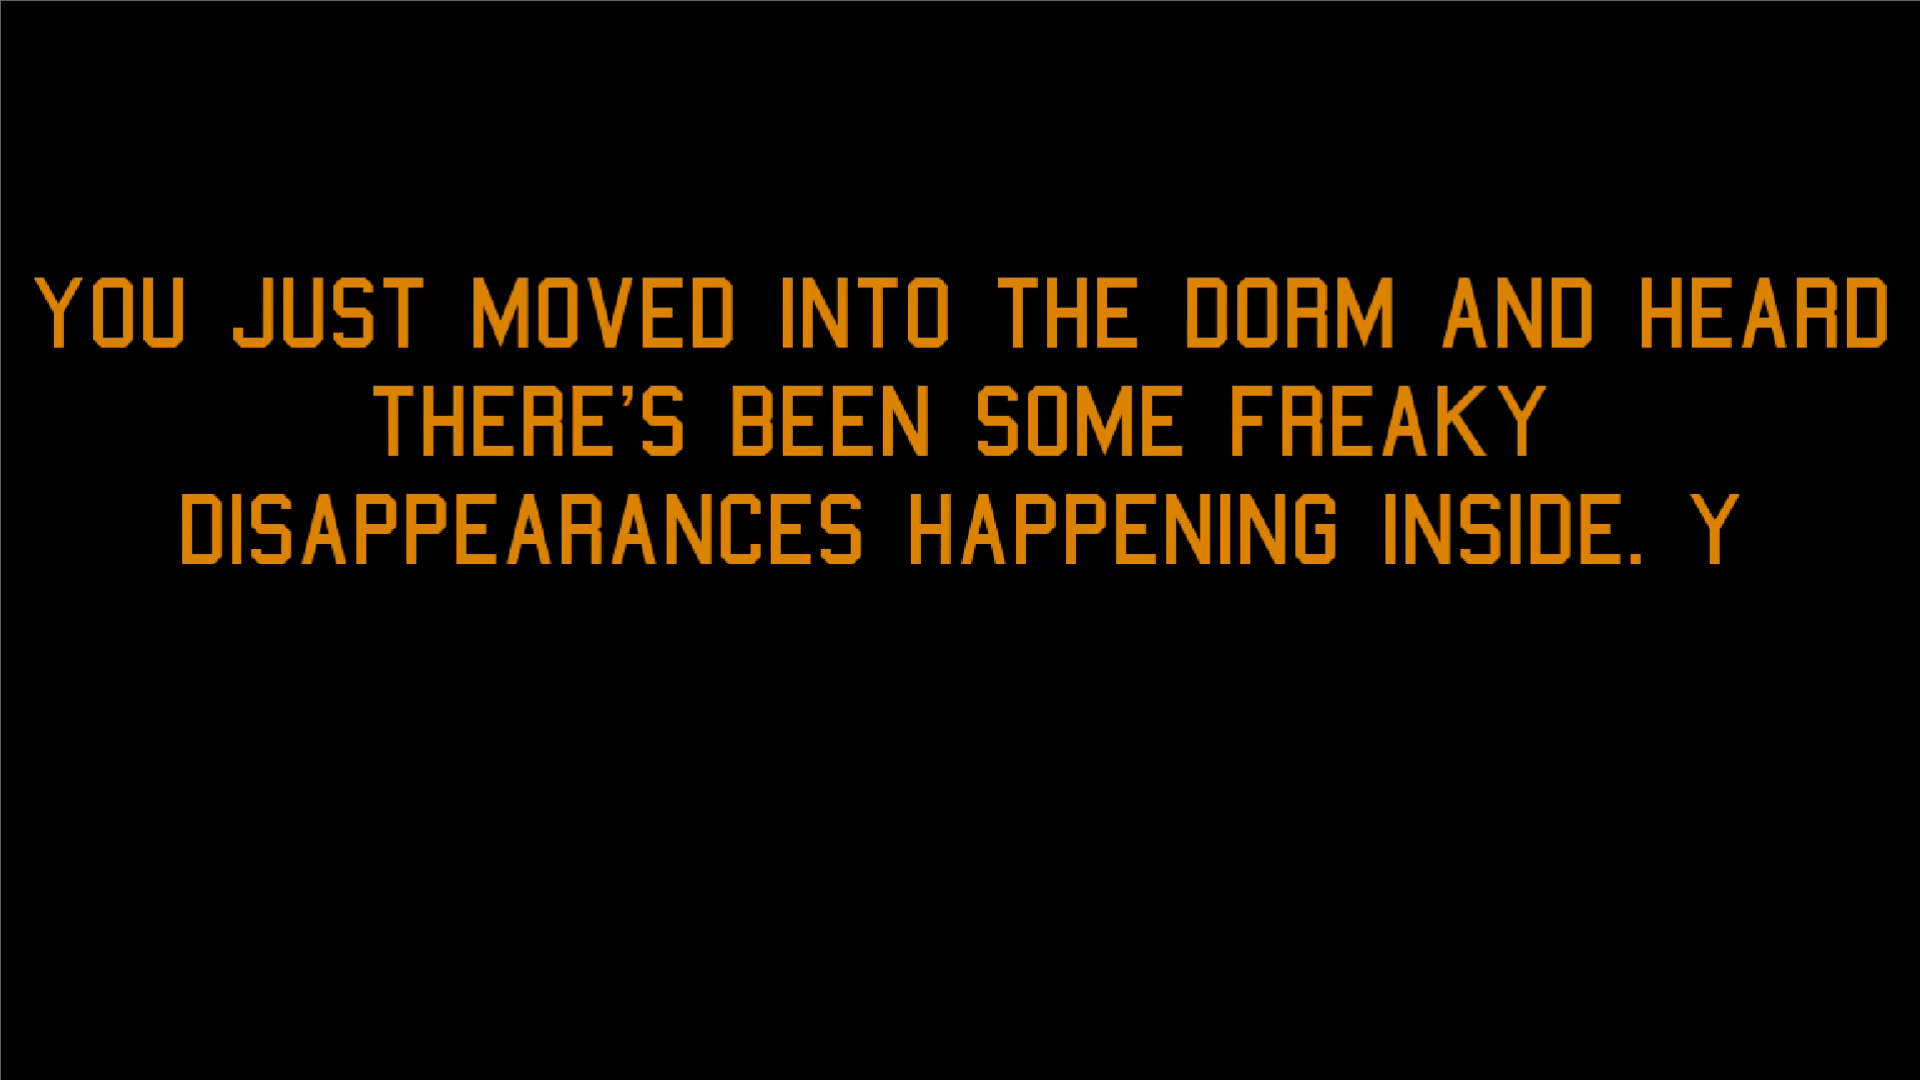 YOU JUST MOVED INTO THE DORM AND HEARD
THERE'S BEEN SOME FREAKY
DISAPPEARANCES HAPPENING INSIDE. Y